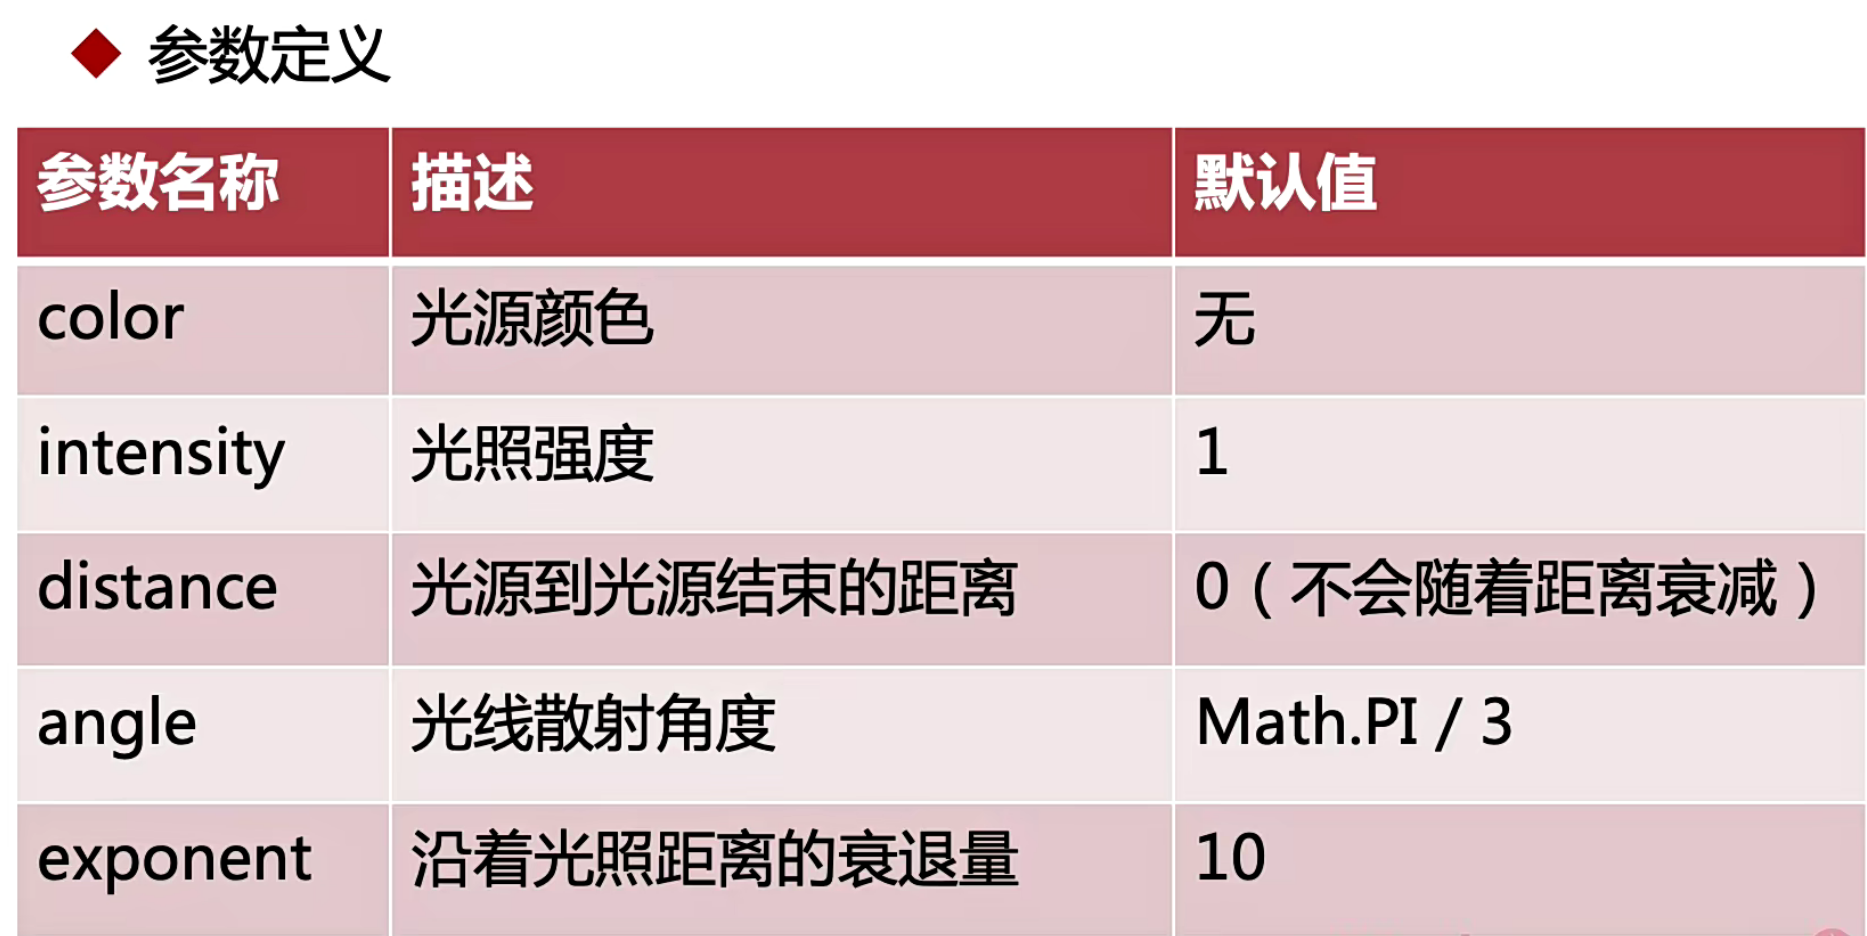 参数定义
参数名称 描述 默认值
color 光源颜色 无
intensity 光照强度 1
distance 光源到光源结束的距离 0（不会随着距离衰减）
angle 光线散射角度 Math.PI / 3
exponent 沿着光照距离的衰退量 10